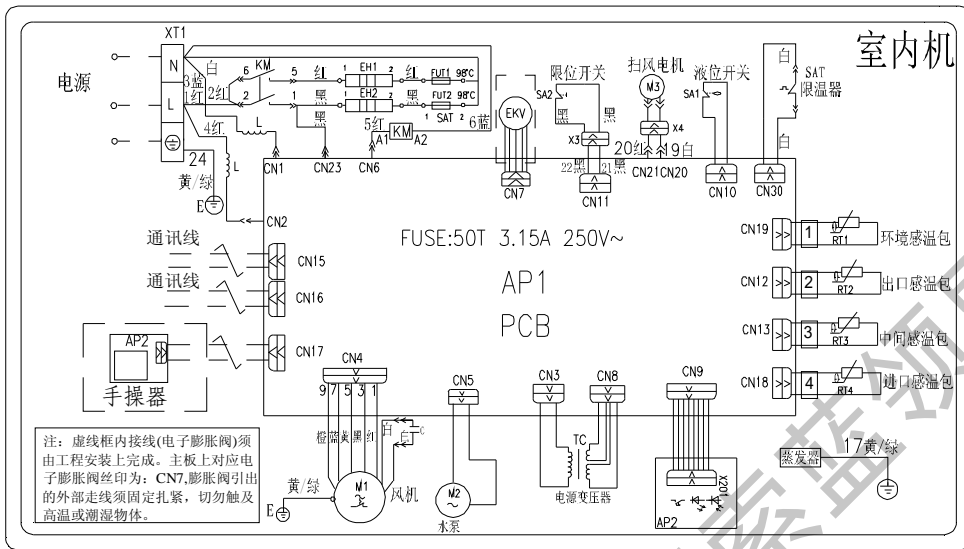 室内机
XT1
电源
N
L
3蓝
1红
白
2红
6
KM
2
5
红
1
EH1
2
红
FUT1
98℃
1
黑
1
EH2
2
黑
FUT2
98℃
1
SAT
2
黑
4红
L
L
24
黄/绿
E
5红
A1
KM
A2
6蓝
EKV
限位开关
SA2
黑
黑
X3
22黑
21黑
扫风电机
M3
X4
20红
19白
液位开关
SA1
白
SAT
限温器
白
CN1
CN23
CN6
CN7
CN11
CN21
CN20
CN10
CN30
CN2
通讯线
CN15
通讯线
CN16
CN17
AP2
手操器
FUSE:50T 3.15A 250V~
AP1
PCB
CN19
1
RT1
环境感温包
CN12
2
RT2
出口感温包
CN13
3
RT3
中间感温包
CN18
4
RT4
进口感温包
CN4
9
7
5
3
1
橙
蓝
黄
黑
红
白
白
C
黄/绿
E
M1
风机
CN5
M2
水泵
CN3
CN8
TC
电源变压器
CN9
X201
AP2
蒸发器
17黄/绿
注：虚线框内接线(电子膨胀阀)须
由工程安装上完成。主板上对应电
子膨胀阀丝印为：CN7,膨胀阀引出
的外部走线须固定扎紧，切勿触及
高温或潮湿物体。
索蓝领